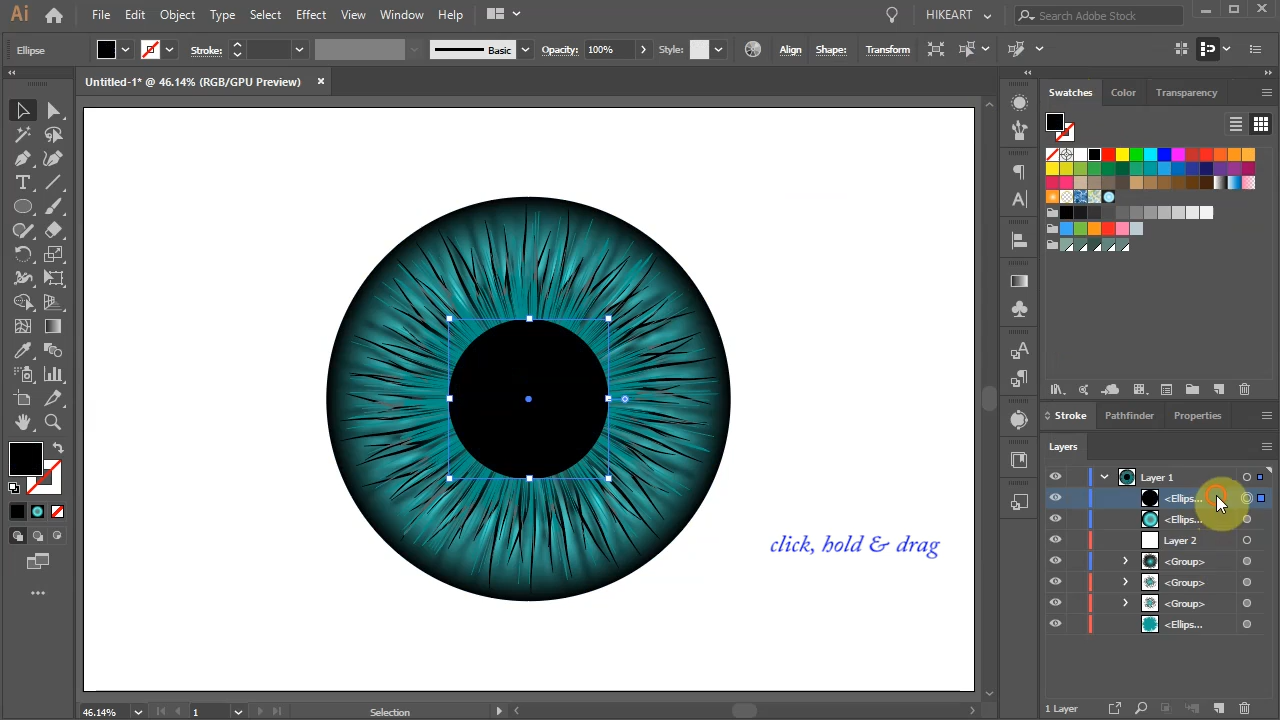 Ai File Edit Object Type Select Effect View Window Help HIKEART Search Adobe Stock
Ellipse Stroke: Basic Opacity: 100% Style: Align Shape: Transform
Untitled-1* @ 46.14% (RGB/GPU Preview) ×
Swatches Color Transparency
Stroke Pathfinder Properties
Layers
Layer 1
<Ellips...
<Ellips...
Layer 2
<Group>
<Group>
<Group>
<Ellips...
click, hold & drag
46.14% 1 Selection
1 Layer